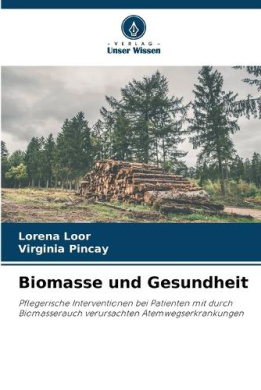 VERLAG
Unser Wissen
Lorena Loor
Virginia Pincay
Biomasse und Gesundheit
Pflegerische Interventionen bei Patienten mit durch
Biomasserauch verursachten Atemwegserkrankungen